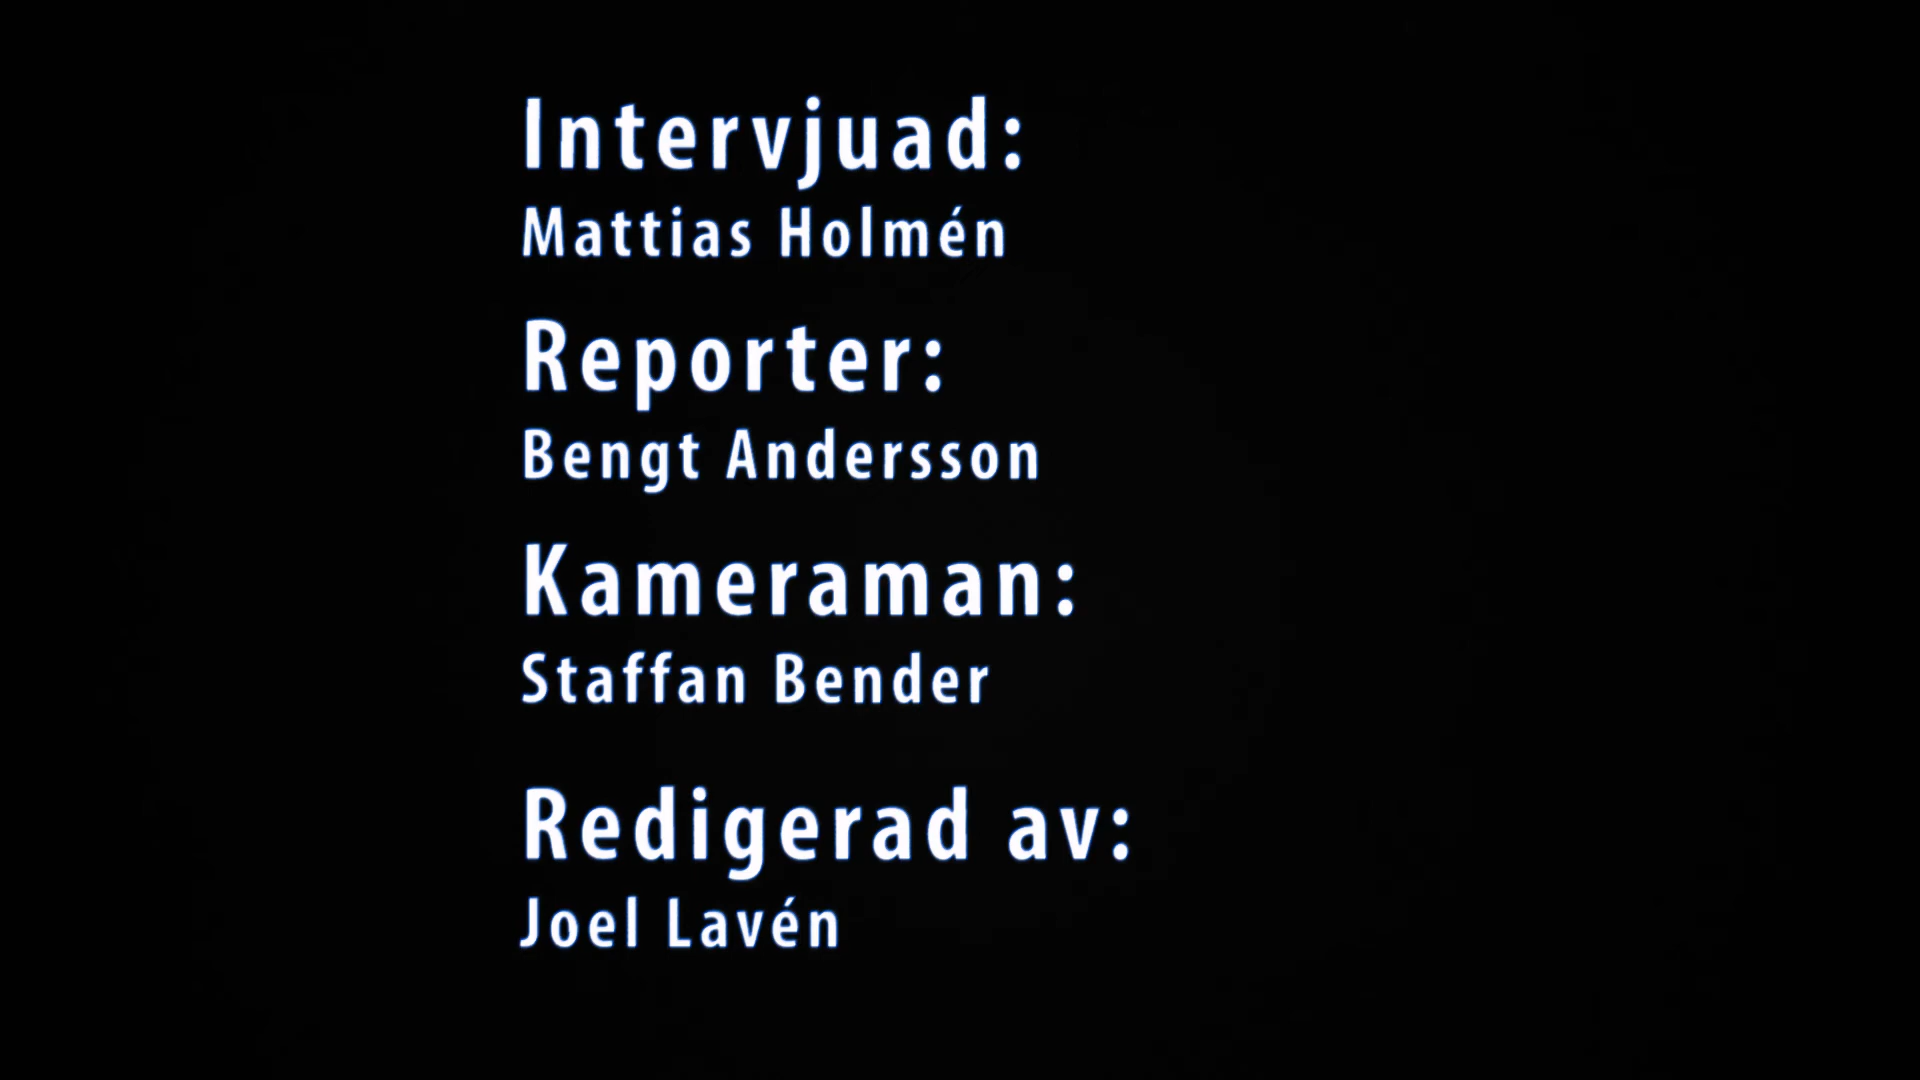 Intervjuad:
Mattias Holmén
Reporter:
Bengt Andersson
Kameraman:
Staffan Bender
Redigerad av:
Joel Lavén